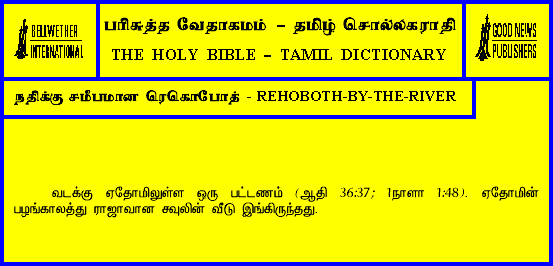 BELLWETHER
INTERNATIONAL
பரிசுத்த வேதாகமம் – தமிழ் சொல்லகராதி
THE HOLY BIBLE – TAMIL DICTIONARY
GOOD NEWS
PUBLISHERS
நதிக்கு சமீபமான ரெகொபோத் - REHOBOTH-BY-THE-RIVER
வடக்கு ஏதோமிலுள்ள ஒரு பட்டணம் (ஆதி 36:37; 1நாளா 1:48). ஏதோமின்
பழங்காலத்து ராஜாவான சவுலின் வீடு இங்கிருந்தது.